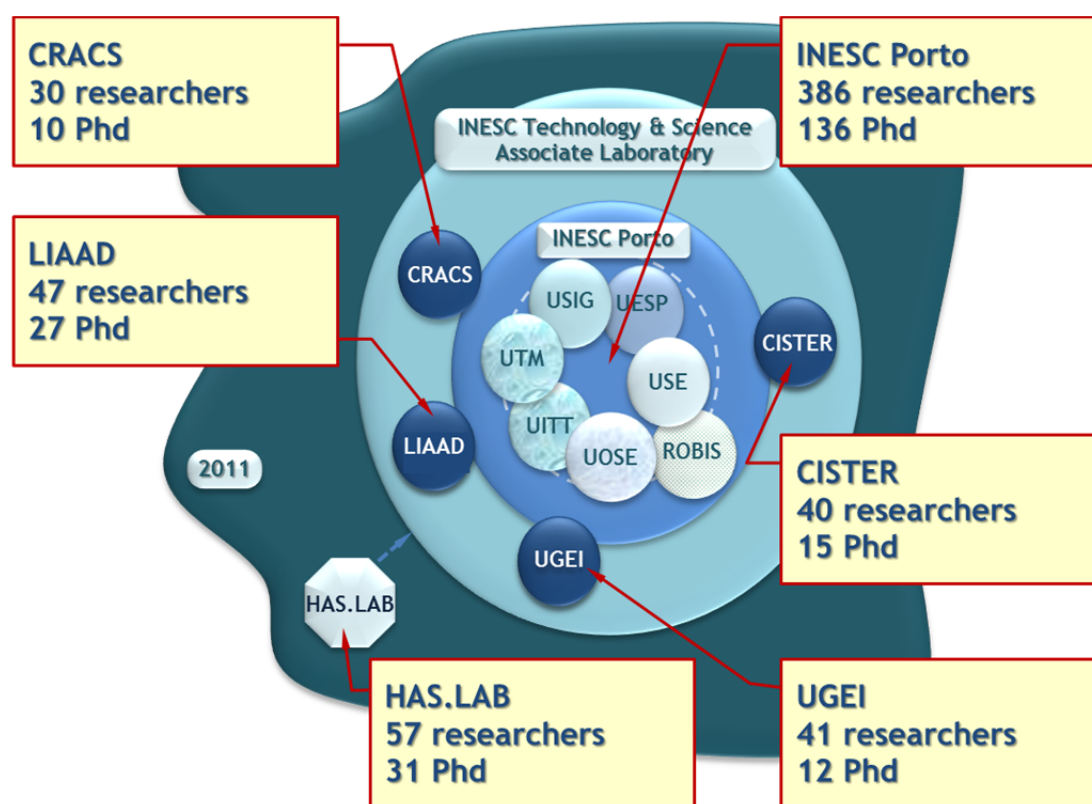 CRACS
30 researchers
10 Phd
INESC Porto
386 researchers
136 Phd
INESC Technology & Science
Associate Laboratory
LIAAD
47 researchers
27 Phd
INESC Porto
CRACS
USIG
UESP
CISTER
UTM
USE
UITT
LIAAD
UOSE
ROBIS
2011
CISTER
40 researchers
15 Phd
UGEI
HAS.LAB
HAS.LAB
57 researchers
31 Phd
UGEI
41 researchers
12 Phd